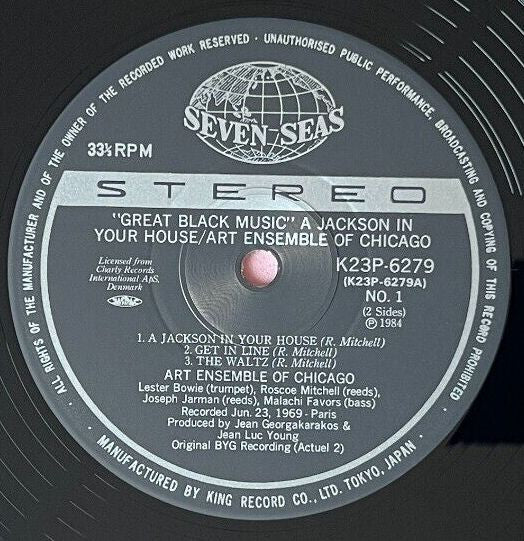 ALL RIGHTS OF THE MANUFACTURER AND OF THE OWNER OF THE RECORDED WORK RESERVED · UNAUTHORISED PUBLIC PERFORMANCE, BROADCASTING AND COPYING OF THIS RECORD PROHIBITED ·
SEVEN-SEAS
33⅓RPM
STEREO
"GREAT BLACK MUSIC" A JACKSON IN
YOUR HOUSE/ART ENSEMBLE OF CHICAGO
Licensed from
Charly Records
International ApS,
Denmark
K23P-6279
(K23P-6279A)
NO. 1
(2 Sides)
Ⓟ 1984
1. A JACKSON IN YOUR HOUSE (R. Mitchell)
2. GET IN LINE (R. Mitchell)
3. THE WALTZ (R. Mitchell)
ART ENSEMBLE OF CHICAGO
Lester Bowie (trumpet), Roscoe Mitchell (reeds),
Joseph Jarman (reeds), Malachi Favors (bass)
Recorded Jun. 23, 1969 - Paris
Produced by Jean Georgakarakos &
Jean Luc Young
Original BYG Recording (Actuel 2)
· MANUFACTURED BY KING RECORD CO., LTD. TOKYO, JAPAN ·